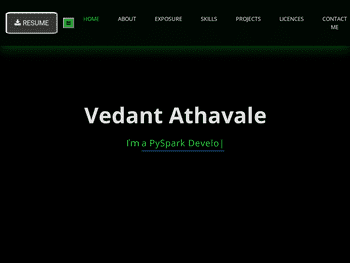 RESUME
HOME
ABOUT
EXPOSURE
SKILLS
PROJECTS
LICENCES
CONTACT
ME
Vedant Athavale
I'm a PySpark Develo|